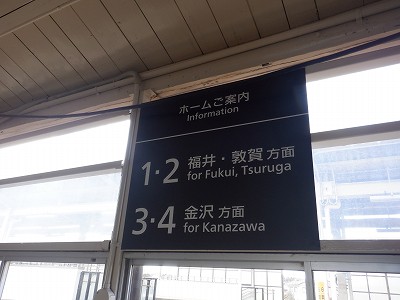 ホームご案内
Information
1・2 福井・敦賀 方面
for Fukui, Tsuruga
3・4 金沢 方面
for Kanazawa